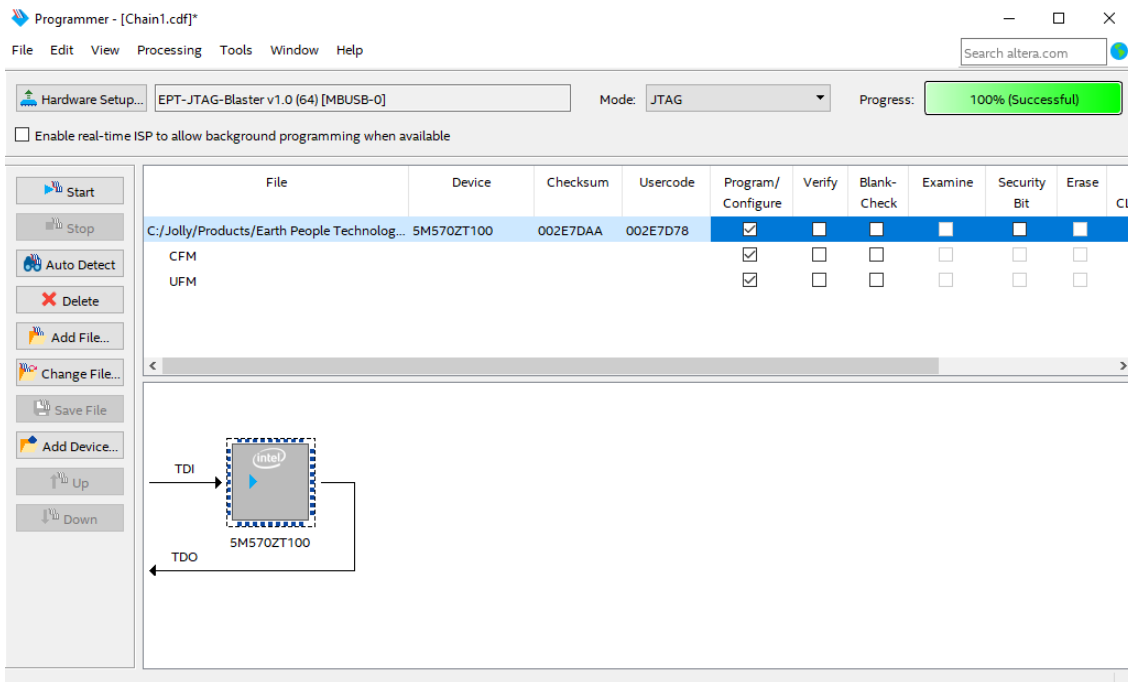 Programmer - [Chain1.cdf]*
File Edit View Processing Tools Window Help
Search altera.com
Hardware Setup... EPT-JTAG-Blaster v1.0 (64) [MBUSB-0] Mode: JTAG Progress: 100% (Successful)
Enable real-time ISP to allow background programming when available
Start
Stop
Auto Detect
Delete
Add File...
Change File...
Save File
Add Device...
Up
Down
File Device Checksum Usercode Program/ Verify Blank- Examine Security Erase
Configure Check Bit CL
C:/Jolly/Products/Earth People Technolog... 5M570ZT100 002E7DAA 002E7D78
CFM
UFM
TDI
intel
5M570ZT100
TDO